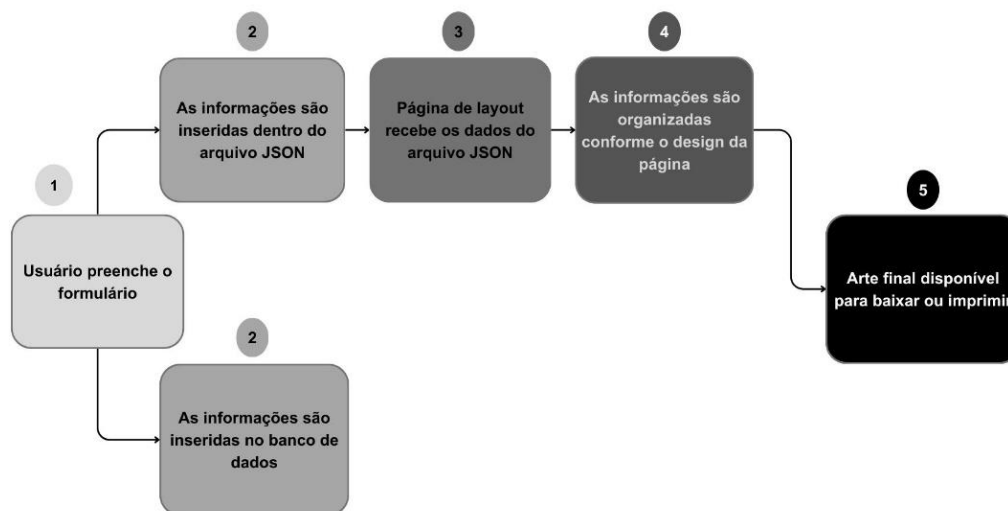 1
Usuário preenche o
formulário
2
As informações são
inseridas dentro do
arquivo JSON
3
Página de layout
recebe os dados do
arquivo JSON
4
As informações são
organizadas
conforme o design da
página
5
Arte final disponível
para baixar ou imprimir
2
As informações são
inseridas no banco de
dados